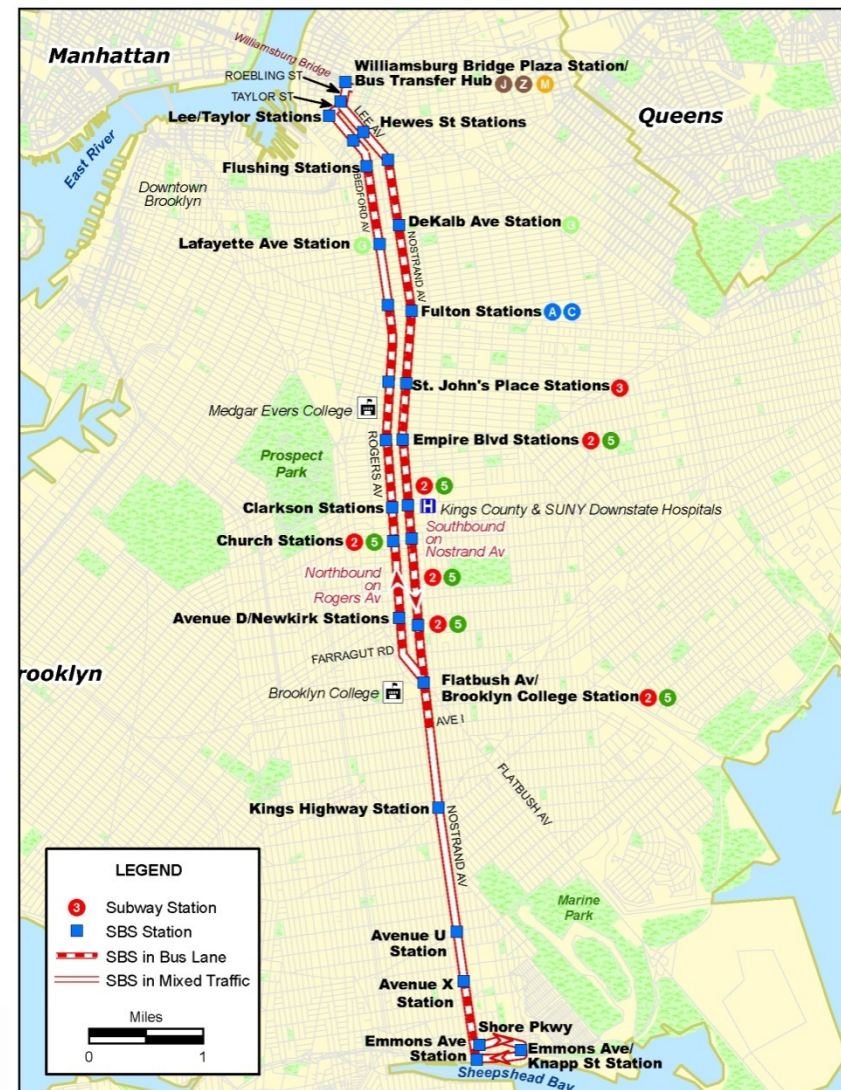 Manhattan
Williamsburg Bridge
ROEBLING ST
Williamsburg Bridge Plaza Station/
Bus Transfer Hub J Z M
TAYLOR ST
LEE AV
Lee/Taylor Stations
Hewes St Stations
Queens
East River
Flushing Stations
Downtown
Brooklyn
BEDFORD AV
DeKalb Ave Station G
Lafayette Ave Station G
NOSTRAND AV
Fulton Stations A C
St. John's Place Stations 3
Medgar Evers College
Empire Blvd Stations 2 5
ROGERS AV
Prospect
Park
2 5
Clarkson Stations
H Kings County & SUNY Downstate Hospitals
Church Stations 2 5
Southbound
on
Nostrand Av
Northbound
on
Rogers Av
2 5
Avenue D/Newkirk Stations
2 5
FARRAGUT RD
rooklyn
Flatbush Av/
Brooklyn College Station 2 5
Brooklyn College
AVE I
FLATBUSH AV
Kings Highway Station
NOSTRAND AV
LEGEND
3 Subway Station
SBS Station
SBS in Bus Lane
SBS in Mixed Traffic
Miles
0 1
Marine
Park
Avenue U
Station
Avenue X
Station
Shore Pkwy
Emmons Ave
Station
Emmons Ave/
Knapp St Station
Sheepshead Bay